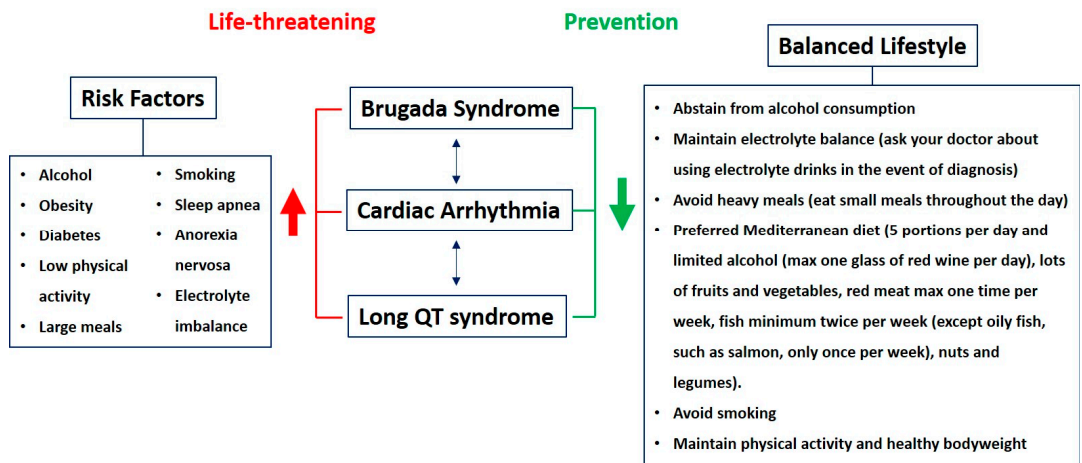 Life-threatening
Prevention
Balanced Lifestyle
Risk Factors
• Alcohol
• Obesity
• Diabetes
• Low physical
activity
• Large meals
• Smoking
• Sleep apnea
• Anorexia
nervosa
• Electrolyte
imbalance
Brugada Syndrome
Cardiac Arrhythmia
Long QT syndrome
• Abstain from alcohol consumption
• Maintain electrolyte balance (ask your doctor about
using electrolyte drinks in the event of diagnosis)
• Avoid heavy meals (eat small meals throughout the day)
• Preferred Mediterranean diet (5 portions per day and
limited alcohol (max one glass of red wine per day), lots
of fruits and vegetables, red meat max one time per
week, fish minimum twice per week (except oily fish,
such as salmon, only once per week), nuts and
legumes).
• Avoid smoking
• Maintain physical activity and healthy bodyweight